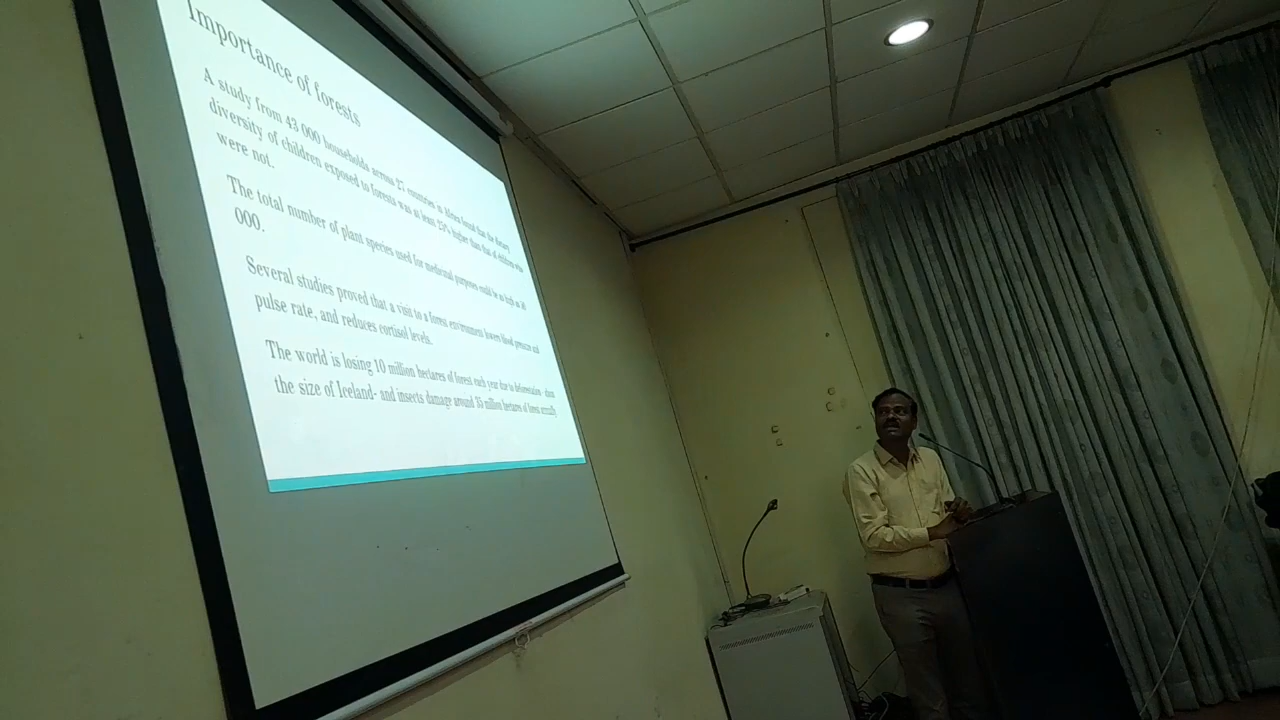 Importance of forests
A study from 43 000 households across 27 countries in Africa found that the dietary
diversity of children exposed to forests was at least 25% higher than that of children who
were not.
The total number of plant species used for medicinal purposes could be as high as
000.
Several studies proved that a visit to a forest environment lowers blood pressure and
pulse rate, and reduces cortisol levels.
The world is losing 10 million hectares of forest each year due to deforestation - about
the size of Iceland- and insects damage around 35 million hectares of forest annually